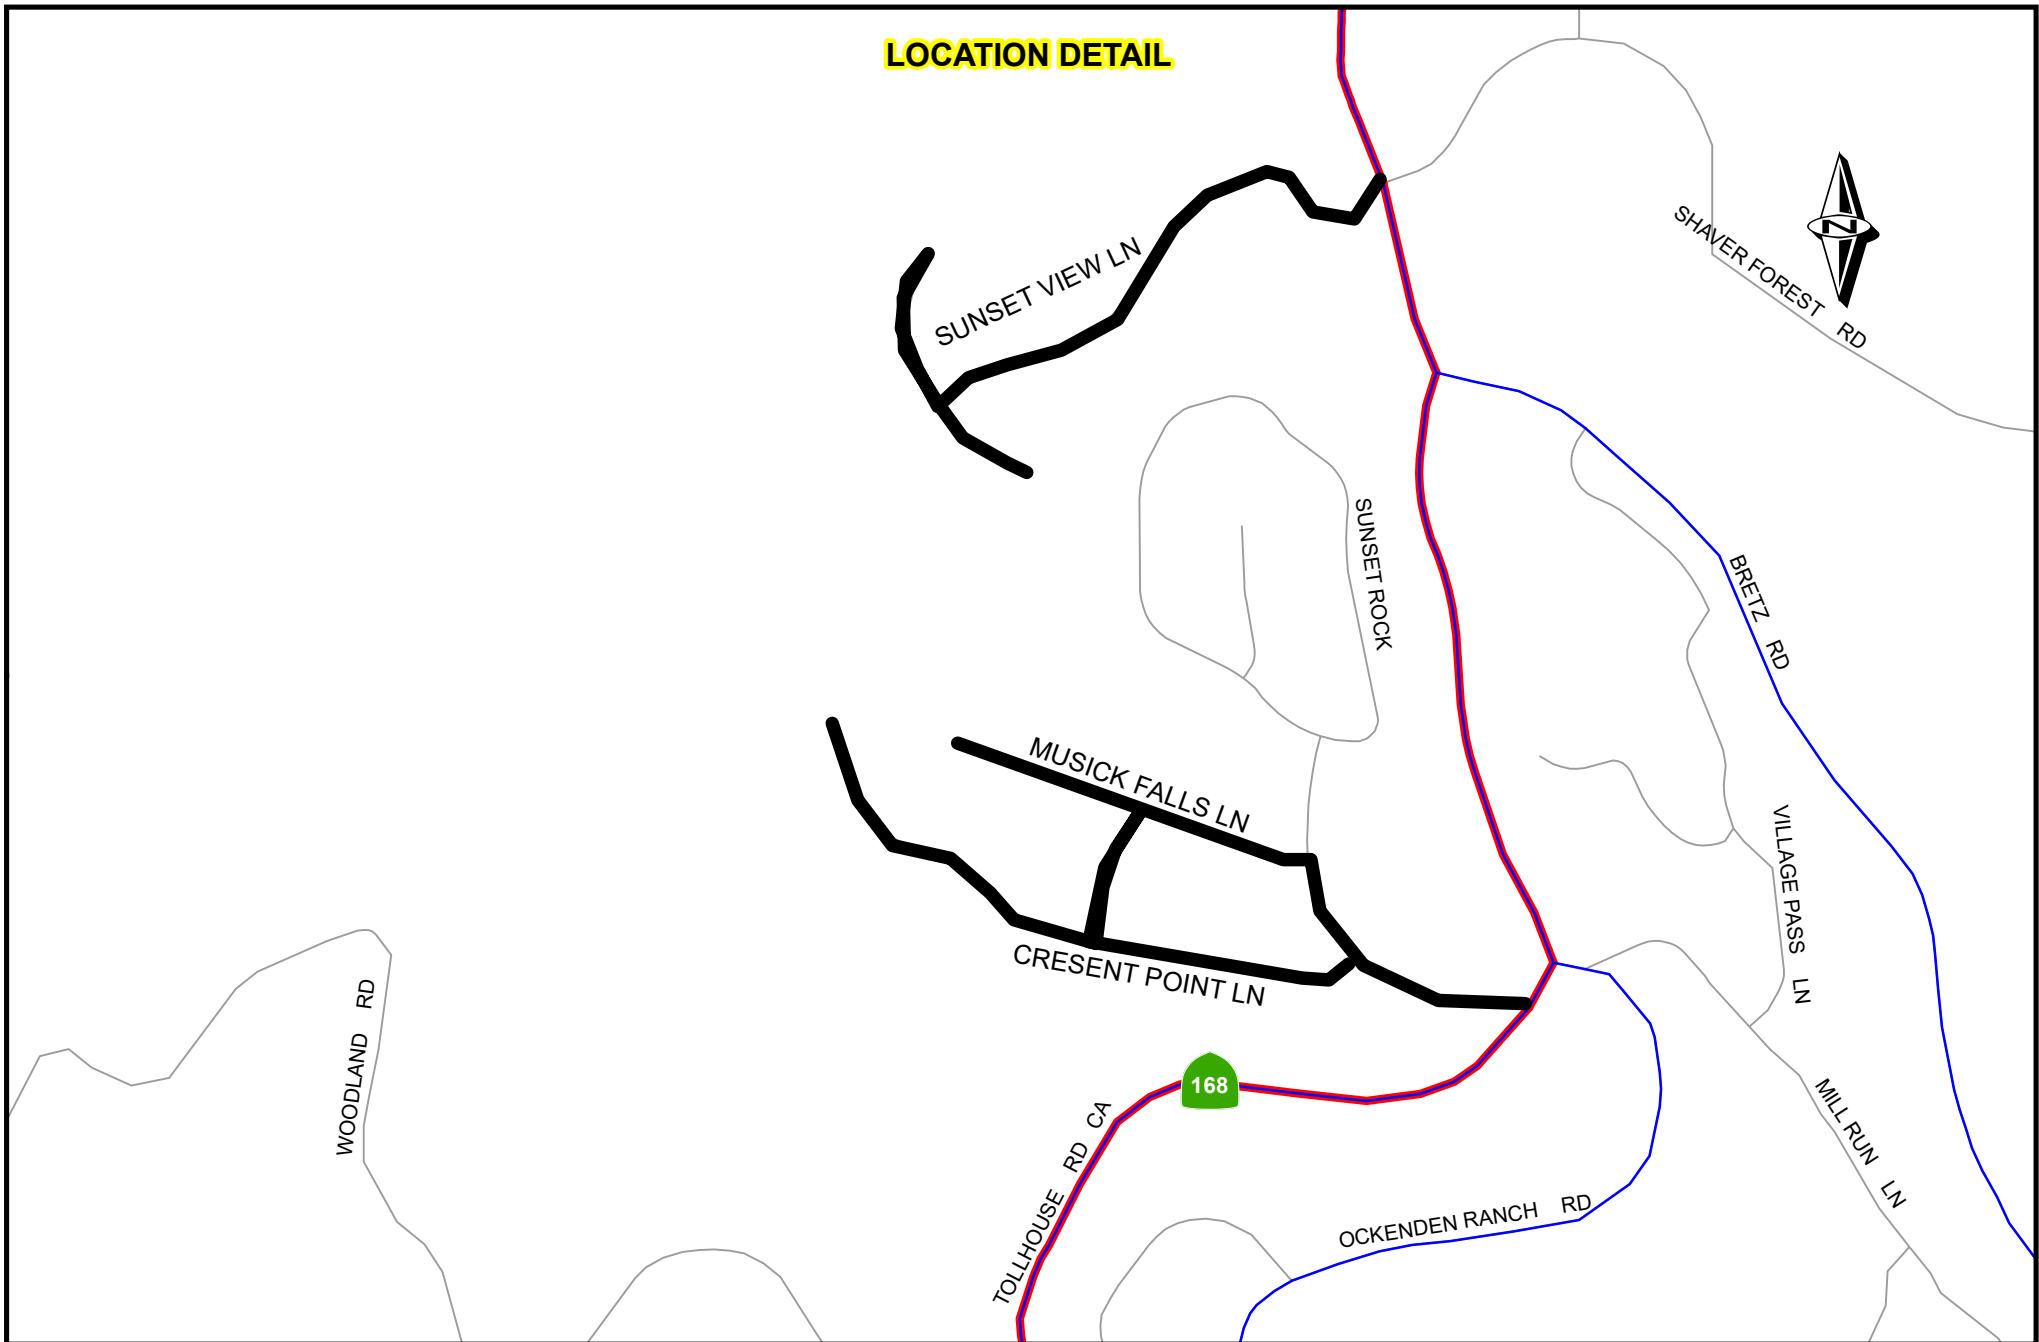 LOCATION DETAIL
N
SHAVER FOREST RD
SUNSET VIEW LN
SUNSET ROCK
BRETZ RD
MUSICK FALLS LN
VILLAGE PASS LN
CRESENT POINT LN
WOODLAND RD
168
TOLLHOUSE RD CA
MILL RUN LN
OCKENDEN RANCH RD